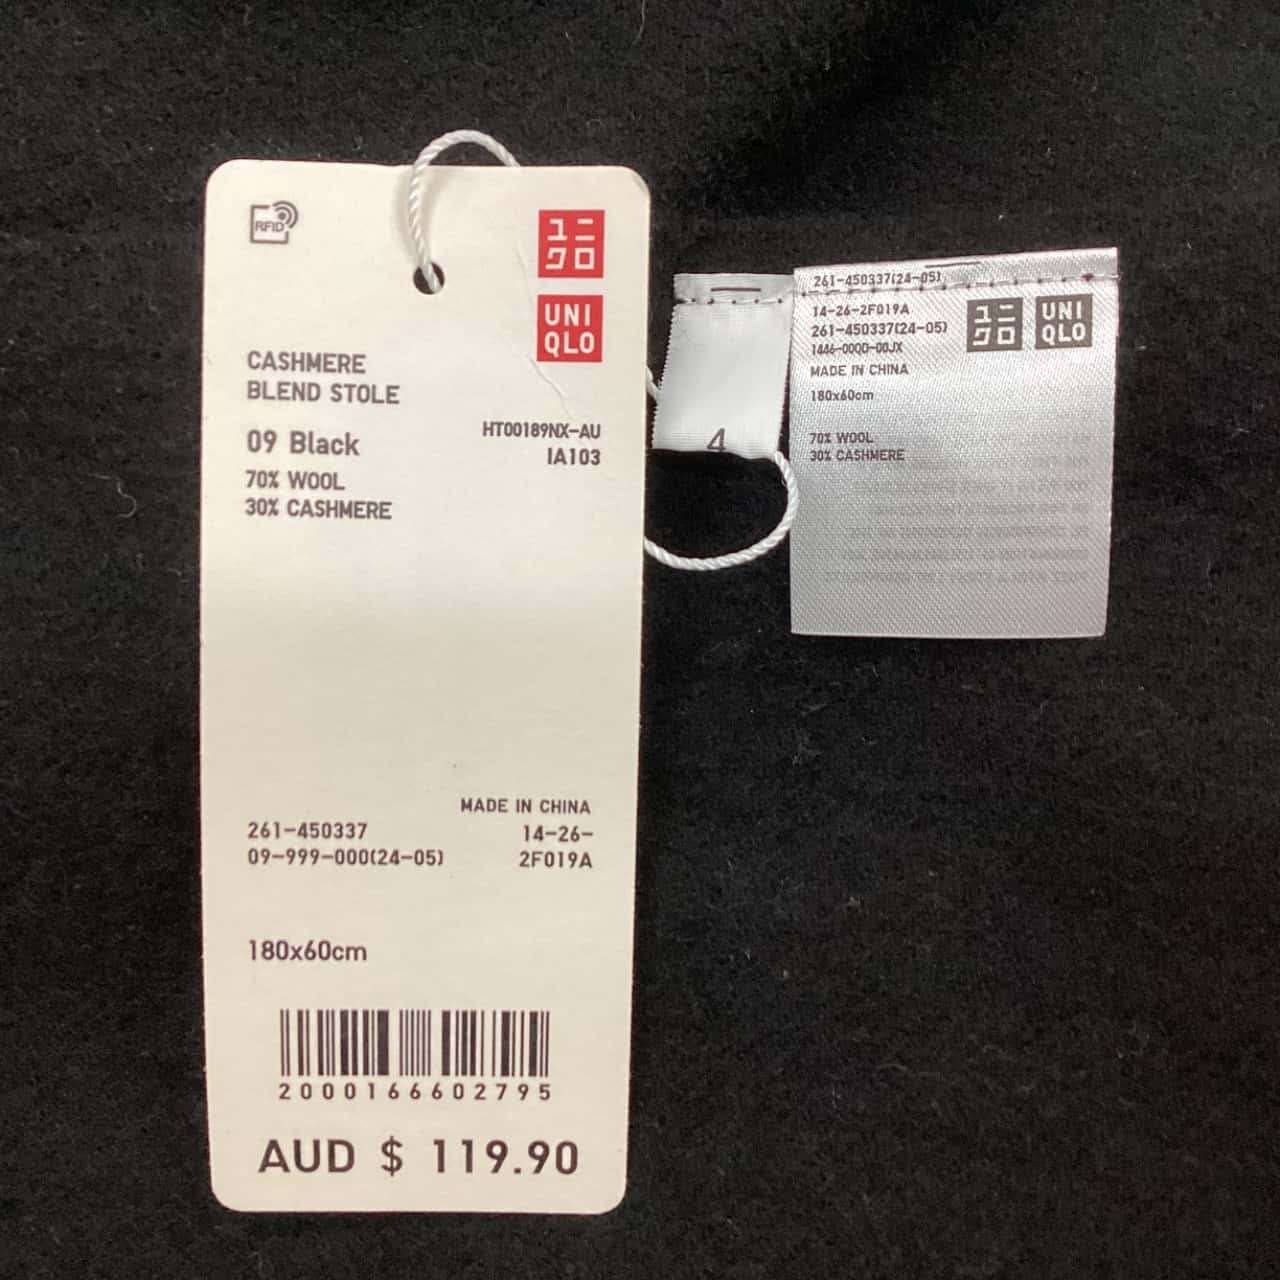 RFID
ユニ
クロ
UNI
QLO
CASHMERE
BLEND STOLE
09 Black
HT00189NX-AU
IA103
70% WOOL
30% CASHMERE
MADE IN CHINA
261-450337
14-26-
09-999-000(24-05)
2F019A
180x60cm
2000166602795
AUD $ 119.90
4
261-450337(24-05)
14-26-2F019A
261-450337(24-05)
1446-00QD-00JX
MADE IN CHINA
180x60cm
70% WOOL
30% CASHMERE
ユニ
クロ
UNI
QLO